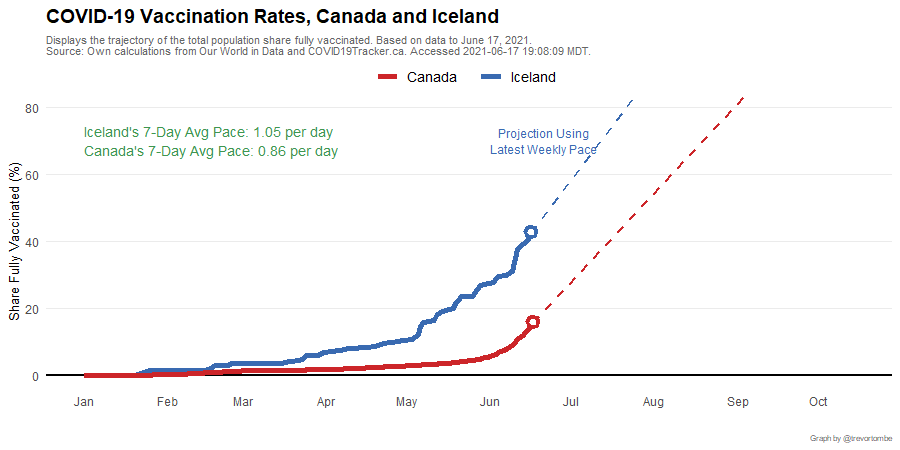 COVID-19 Vaccination Rates, Canada and Iceland
Displays the trajectory of the total population share fully vaccinated. Based on data to June 17, 2021.
Source: Own calculations from Our World in Data and COVID19Tracker.ca. Accessed 2021-06-17 19:08:09 MDT.
Canada Iceland
80
Iceland's 7-Day Avg Pace: 1.05 per day
Canada's 7-Day Avg Pace: 0.86 per day
Projection Using
Latest Weekly Pace
60
Share Fully Vaccinated (%)
40
20
0
Jan Feb Mar Apr May Jun Jul Aug Sep Oct
Graph by @trevortombe